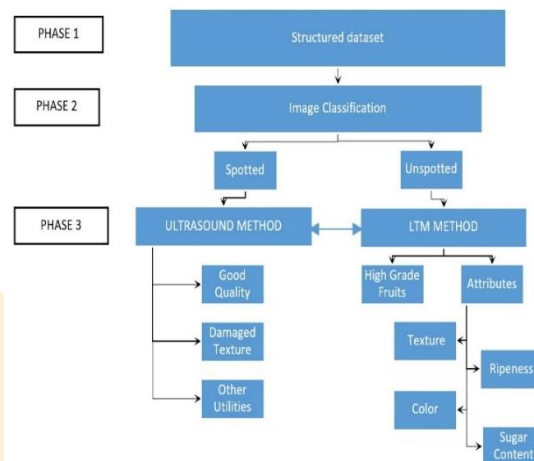 PHASE 1
Structured dataset
PHASE 2
Image Classification
Spotted
Unspotted
PHASE 3
ULTRASOUND METHOD
LTM METHOD
Good
Quality
High Grade
Fruits
Attributes
Damaged
Texture
Texture
Ripeness
Other
Utilities
Color
Sugar
Content